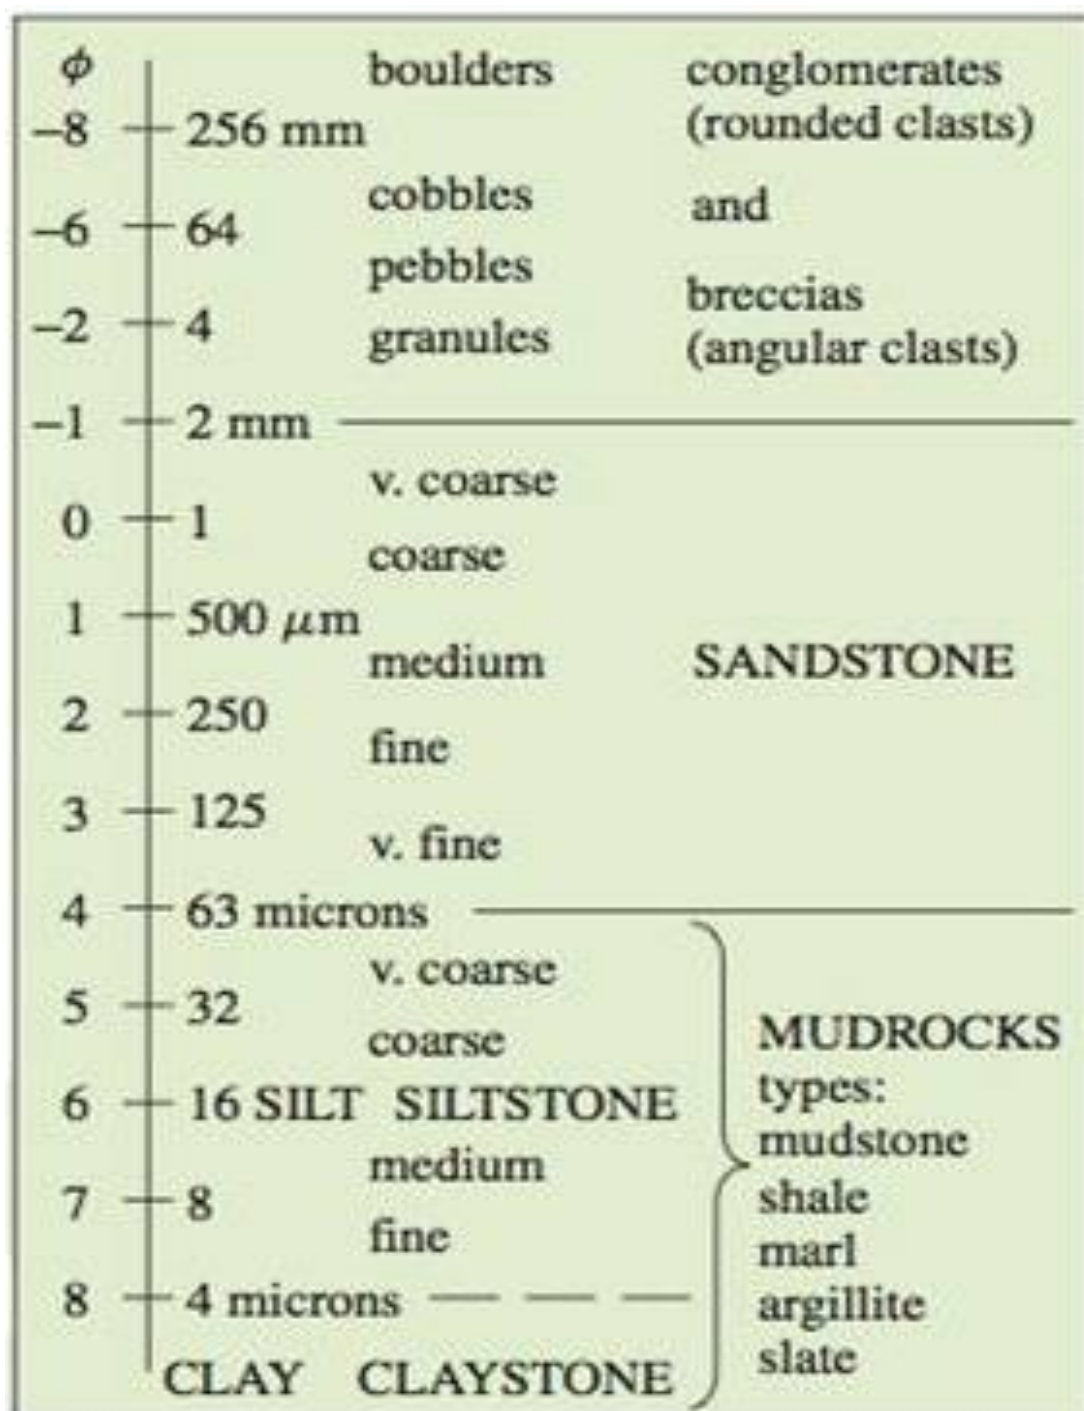 ϕ boulders conglomerates
−8 256 mm (rounded clasts)
cobbles and
−6 64
pebbles
breccias
−2 4 granules (angular clasts)
−1 2 mm
v. coarse
0 1
coarse
1 500 μm
medium SANDSTONE
2 250
fine
3 125
v. fine
4 63 microns
v. coarse
5 32
coarse MUDROCKS
6 16 SILT SILTSTONE types:
medium mudstone
7 8 shale
fine marl
8 4 microns argillite
CLAY CLAYSTONE slate